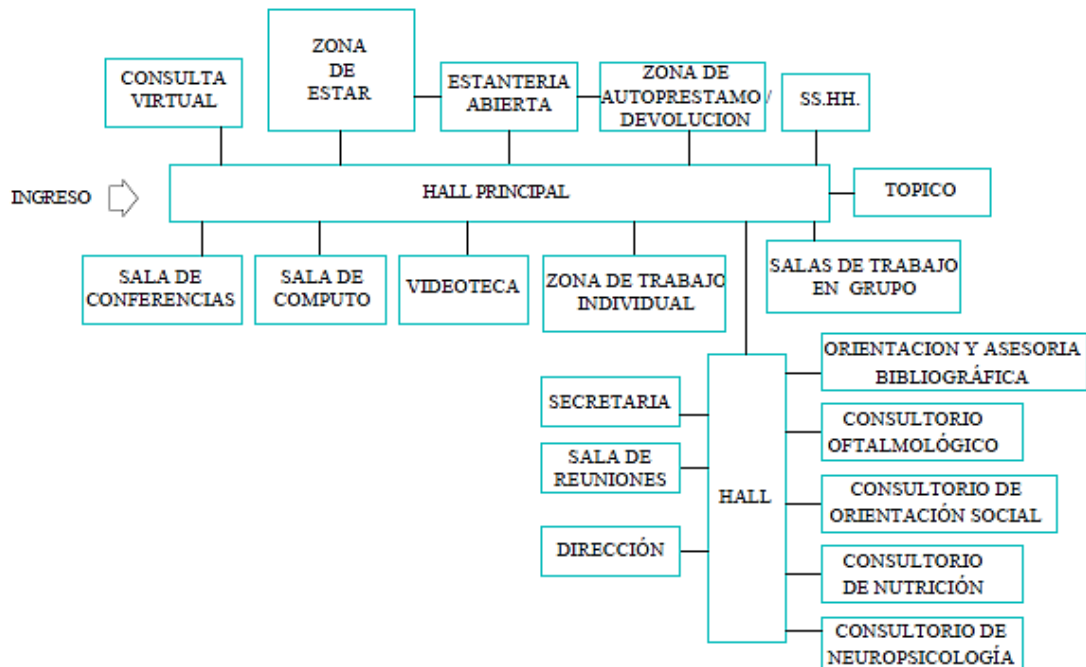 ZONA
DE
ESTAR
CONSULTA
VIRTUAL
ESTANTERIA
ABIERTA
ZONA DE
AUTOPRESTAMO /
DEVOLUCION
SS.HH.
INGRESO
HALL PRINCIPAL
TOPICO
SALA DE
CONFERENCIAS
SALA DE
COMPUTO
VIDEOTECA
ZONA DE TRABAJO
INDIVIDUAL
SALAS DE TRABAJO
EN GRUPO
HALL
SECRETARIA
SALA DE
REUNIONES
DIRECCIÓN
ORIENTACION Y ASESORIA
BIBLIOGRÁFICA
CONSULTORIO
OFTALMOLÓGICO
CONSULTORIO DE
ORIENTACIÓN SOCIAL
CONSULTORIO
DE NUTRICIÓN
CONSULTORIO DE
NEUROPSICOLOGÍA